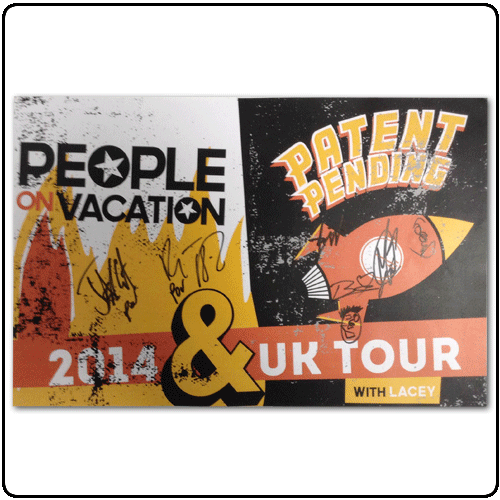 PEOPLE
ON VACATION
PATENT
PENDING
2014 & UK TOUR
WITH LACEY